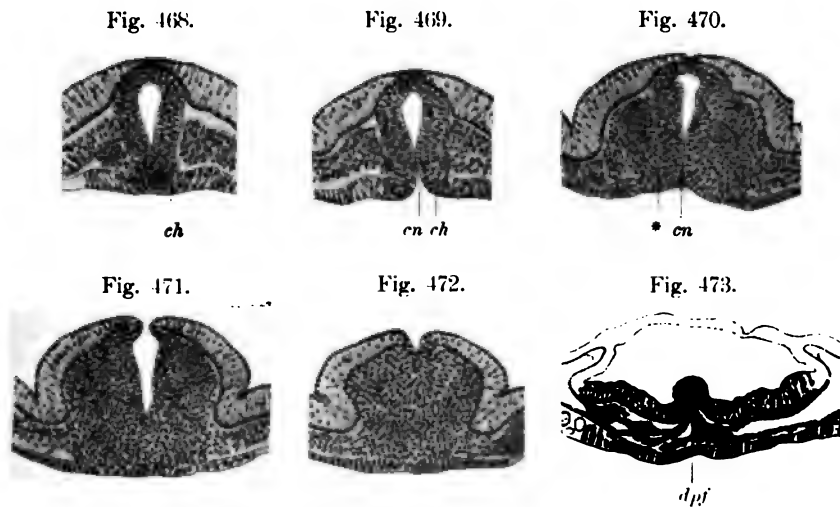 Fig. 468. Fig. 469. Fig. 470.
ch cn ch * cn
Fig. 471. Fig. 472. Fig. 473.
dpf